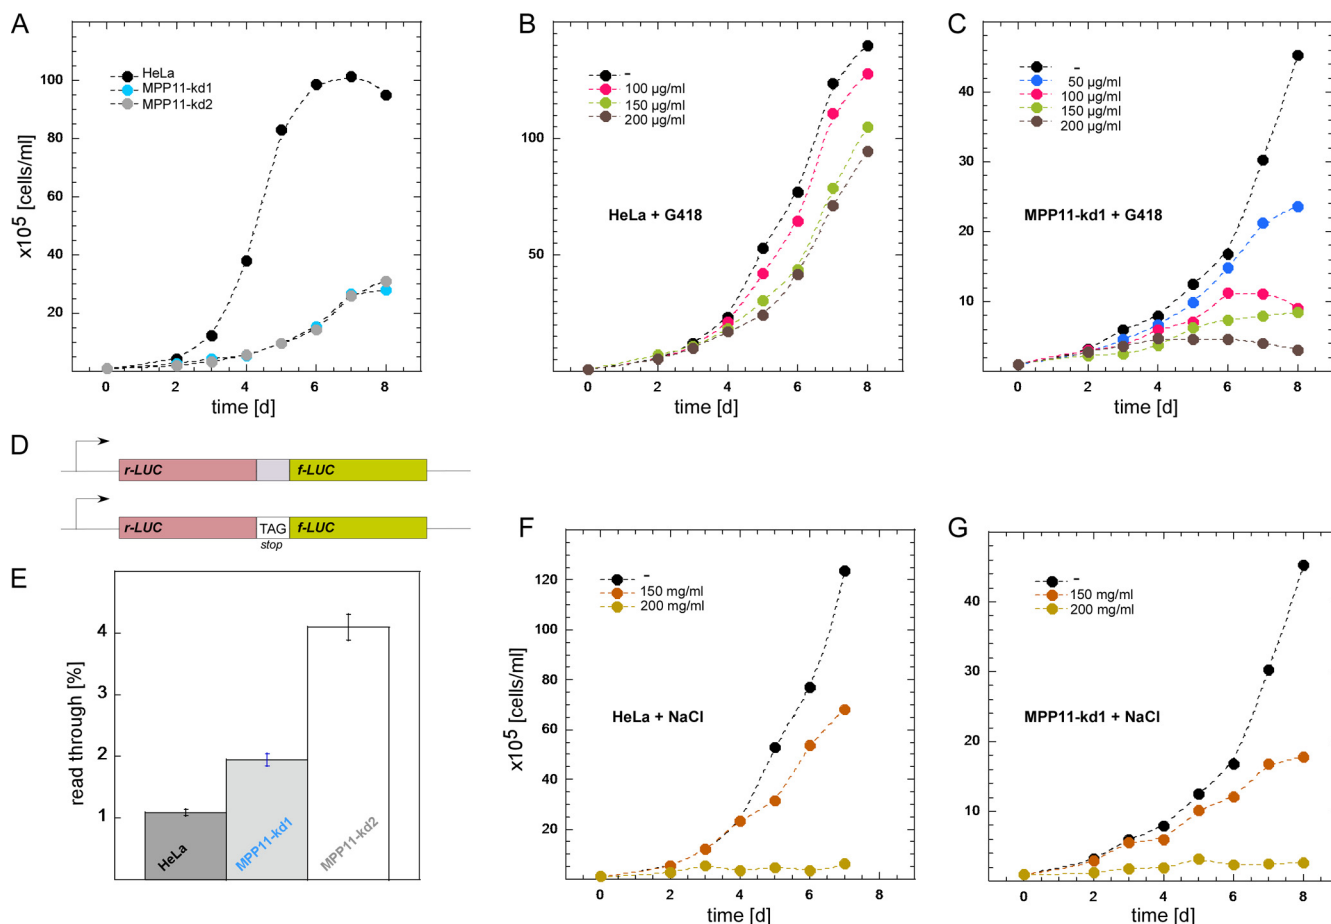 A
HeLa
MPP11-kd1
MPP11-kd2
x10⁵ [cells/ml]
100
80
60
40
20
0 2 4 6 8
time [d]
B
-
100 µg/ml
150 µg/ml
200 µg/ml
HeLa + G418
100
50
0 2 4 6 8
time [d]
C
-
50 µg/ml
100 µg/ml
150 µg/ml
200 µg/ml
MPP11-kd1 + G418
40
30
20
10
0 2 4 6 8
time [d]
D
r-LUC f-LUC
r-LUC TAG f-LUC
stop
E
read through [%]
4
3
2
1
HeLa
MPP11-kd1
MPP11-kd2
F
-
150 mg/ml
200 mg/ml
HeLa + NaCl
x10⁵ [cells/ml]
120
100
80
60
40
20
0 2 4 6 8
time [d]
G
-
150 mg/ml
200 mg/ml
MPP11-kd1 + NaCl
40
30
20
10
0 2 4 6 8
time [d]